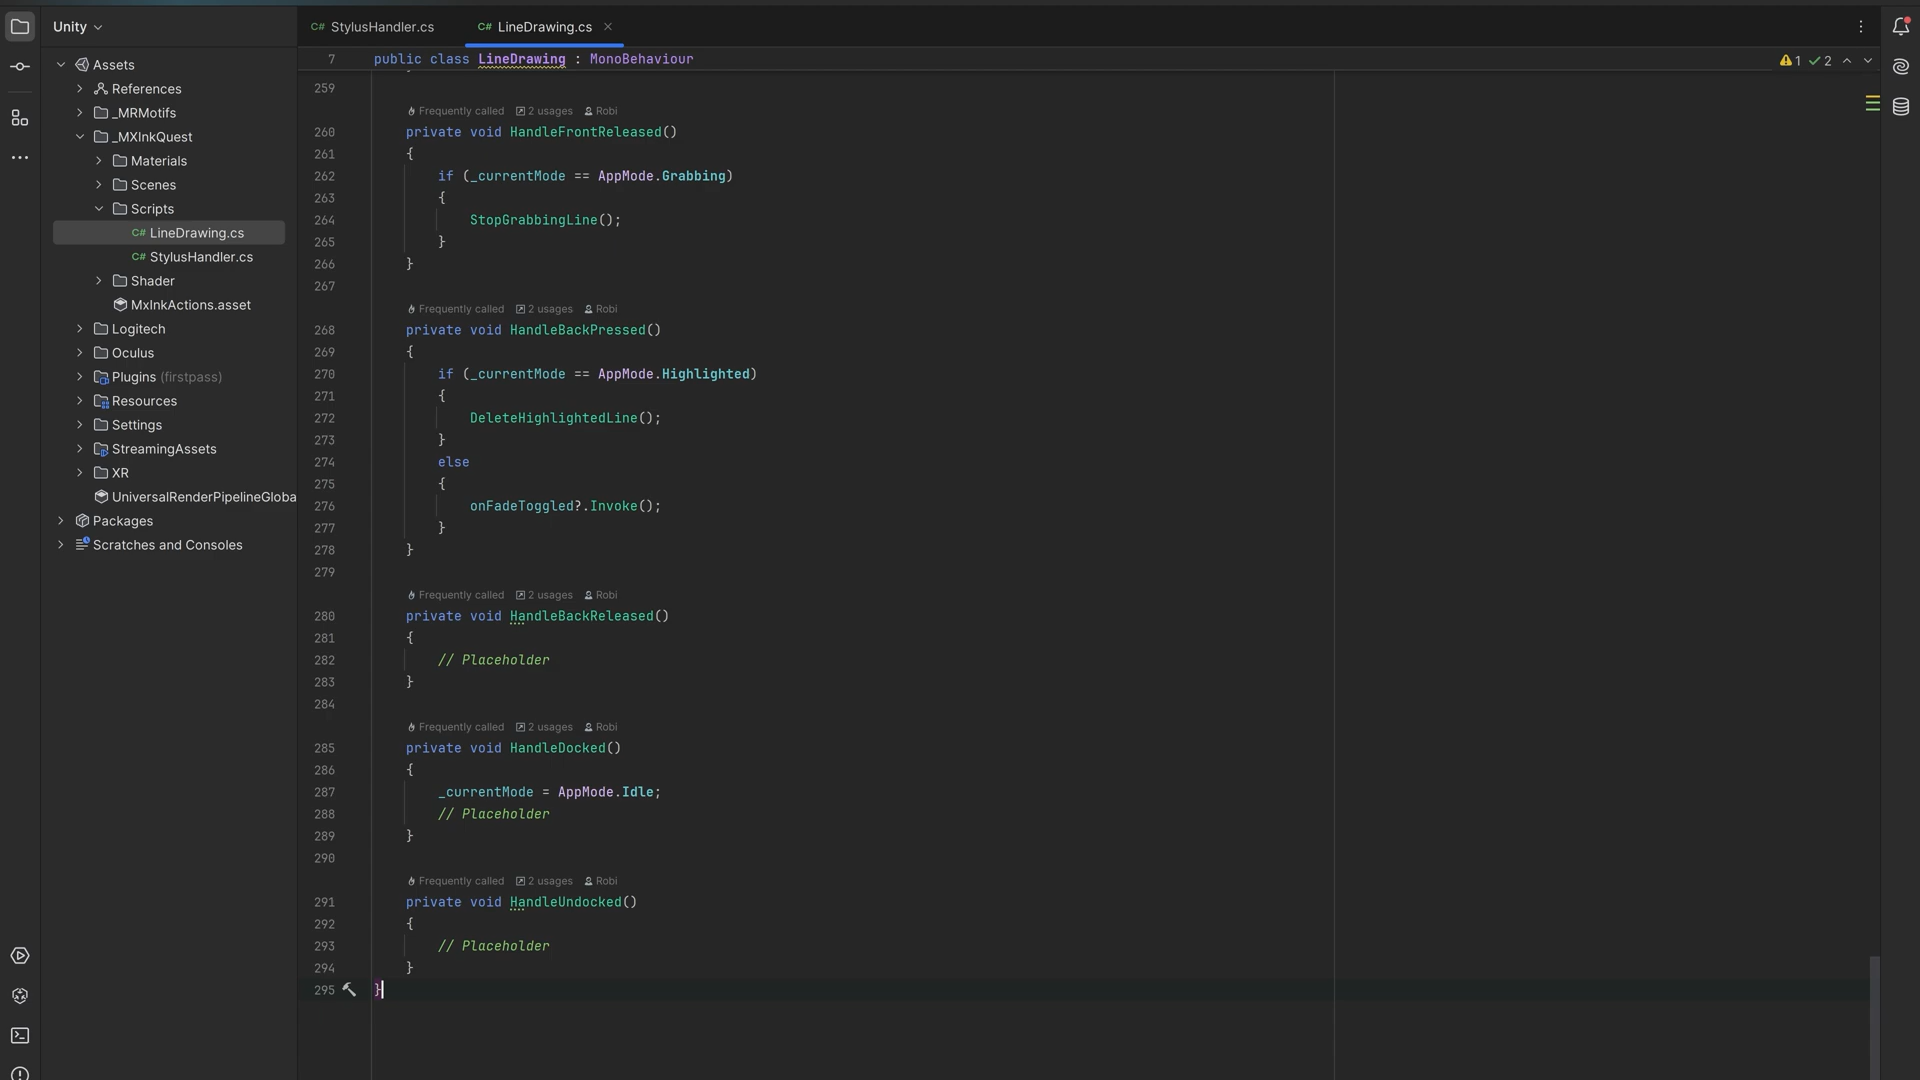 Unity
C# StylusHandler.cs
C# LineDrawing.cs
Assets
References
_MRMotifs
_MXInkQuest
Materials
Scenes
Scripts
C# LineDrawing.cs
C# StylusHandler.cs
Shader
MxInkActions.asset
Logitech
Oculus
Plugins (firstpass)
Resources
Settings
StreamingAssets
XR
UniversalRenderPipelineGloba
Packages
Scratches and Consoles
7 public class LineDrawing : MonoBehaviour
1 2
259
Frequently called 2 usages Robi
260 private void HandleFrontReleased()
261 {
262 if (_currentMode == AppMode.Grabbing)
263 {
264 StopGrabbingLine();
265 }
266 }
267
Frequently called 2 usages Robi
268 private void HandleBackPressed()
269 {
270 if (_currentMode == AppMode.Highlighted)
271 {
272 DeleteHighlightedLine();
273 }
274 else
275 {
276 onFadeToggled?.Invoke();
277 }
278 }
279
Frequently called 2 usages Robi
280 private void HandleBackReleased()
281 {
282 // Placeholder
283 }
284
Frequently called 2 usages Robi
285 private void HandleDocked()
286 {
287 _currentMode = AppMode.Idle;
288 // Placeholder
289 }
290
Frequently called 2 usages Robi
291 private void HandleUndocked()
292 {
293 // Placeholder
294 }
295 }